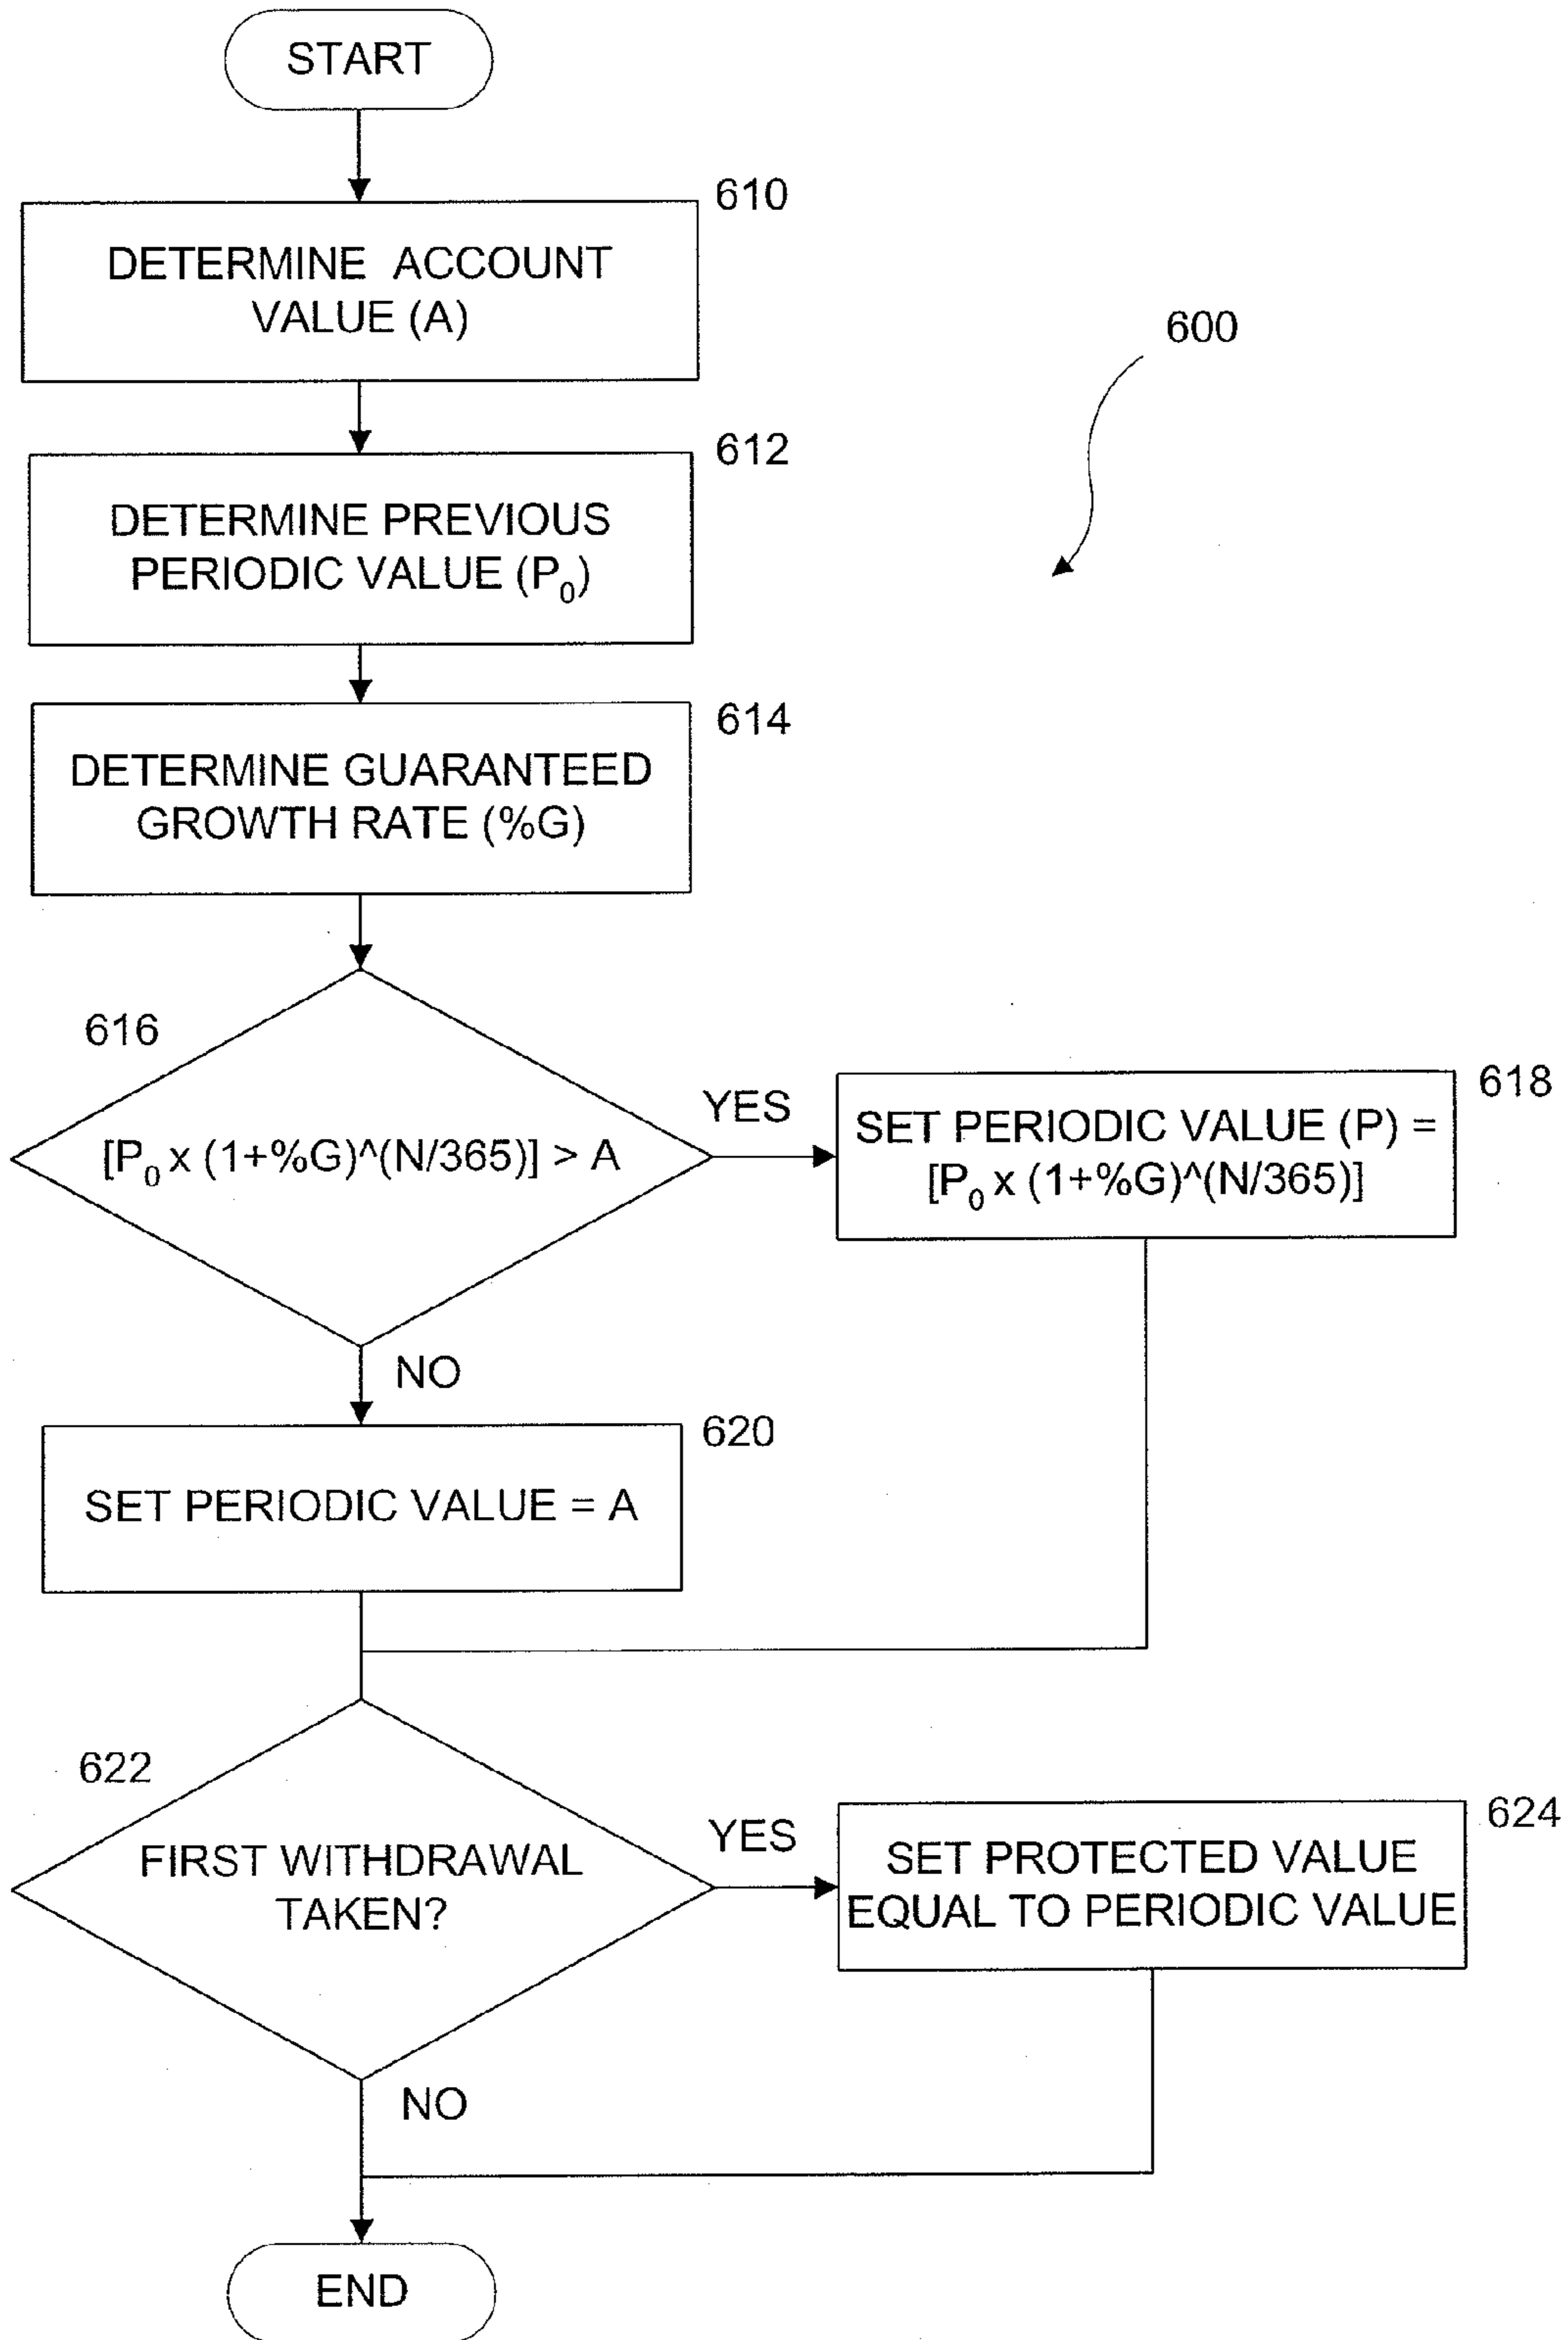 START
610
DETERMINE ACCOUNT
VALUE (A)
600
612
DETERMINE PREVIOUS
PERIODIC VALUE (P₀)
614
DETERMINE GUARANTEED
GROWTH RATE (%G)
616
[P₀ x (1+%G)^(N/365)] > A
YES
618
SET PERIODIC VALUE (P) =
[P₀ x (1+%G)^(N/365)]
NO
620
SET PERIODIC VALUE = A
622
FIRST WITHDRAWAL
TAKEN?
YES
624
SET PROTECTED VALUE
EQUAL TO PERIODIC VALUE
NO
END